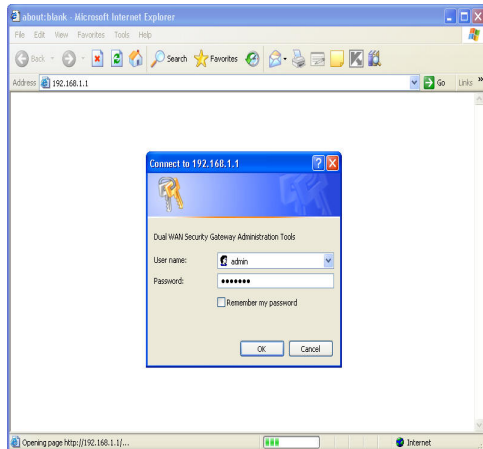 about:blank - Microsoft Internet Explorer
File Edit View Favorites Tools Help
Back Search Favorites
Address 192.168.1.1 Go Links »
Connect to 192.168.1.1
Dual WAN Security Gateway Administration Tools
User name: admin
Password: •••••••
Remember my password
OK Cancel
Opening page http://192.168.1.1/... Internet